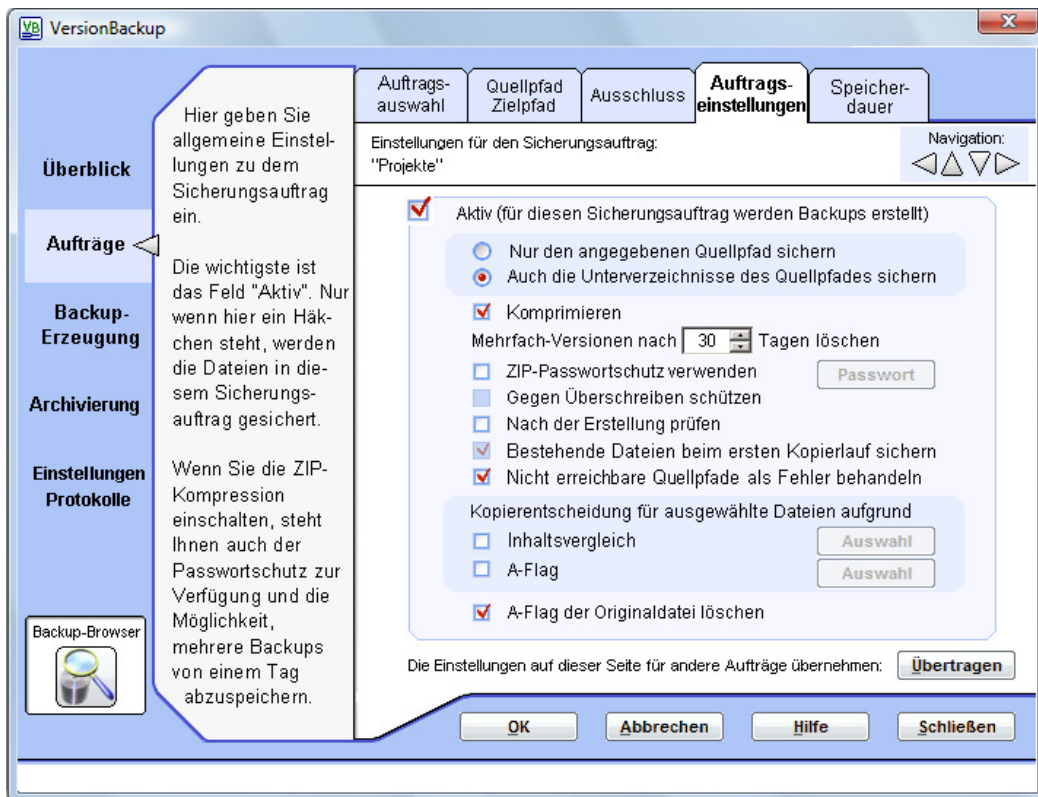 VB VersionBackup
Überblick
Aufträge
Backup-
Erzeugung
Archivierung
Einstellungen
Protokolle
Backup-Browser
Hier geben Sie
allgemeine Einstel-
lungen zu dem
Sicherungsauftrag
ein.
Die wichtigste ist
das Feld "Aktiv". Nur
wenn hier ein Häk-
chen steht, werden
die Dateien in die-
sem Sicherungs-
auftrag gesichert.
Wenn Sie die ZIP-
Kompression
einschalten, steht
Ihnen auch der
Passwortschutz zur
Verfügung und die
Möglichkeit,
mehrere Backups
von einem Tag
abzuspeichern.
Auftrags-
auswahl
Quellpfad
Zielpfad
Ausschluss
Auftrags-
einstellungen
Speicher-
dauer
Einstellungen für den Sicherungsauftrag:
"Projekte"
Navigation:
Aktiv (für diesen Sicherungsauftrag werden Backups erstellt)
Nur den angegebenen Quellpfad sichern
Auch die Unterverzeichnisse des Quellpfades sichern
Komprimieren
Mehrfach-Versionen nach 30 Tagen löschen
ZIP-Passwortschutz verwenden Passwort
Gegen Überschreiben schützen
Nach der Erstellung prüfen
Bestehende Dateien beim ersten Kopierlauf sichern
Nicht erreichbare Quellpfade als Fehler behandeln
Kopierentscheidung für ausgewählte Dateien aufgrund
Inhaltsvergleich Auswahl
A-Flag Auswahl
A-Flag der Originaldatei löschen
Die Einstellungen auf dieser Seite für andere Aufträge übernehmen: Übertragen
OK Abbrechen Hilfe Schließen